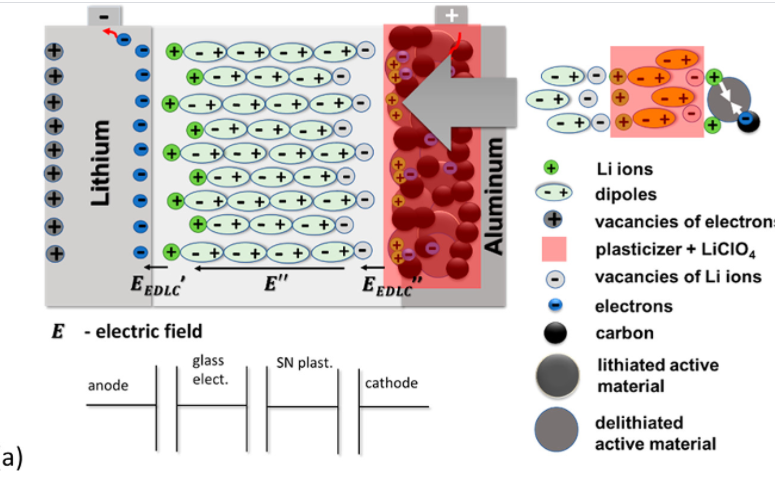 -
+
Lithium
Aluminum
E_EDLC'
E''
E_EDLC''
E - electric field
anode
glass
elect.
SN plast.
cathode
a)
Li ions
dipoles
vacancies of electrons
plasticizer + LiClO₄
vacancies of Li ions
electrons
carbon
lithiated active
material
delithiated
active material